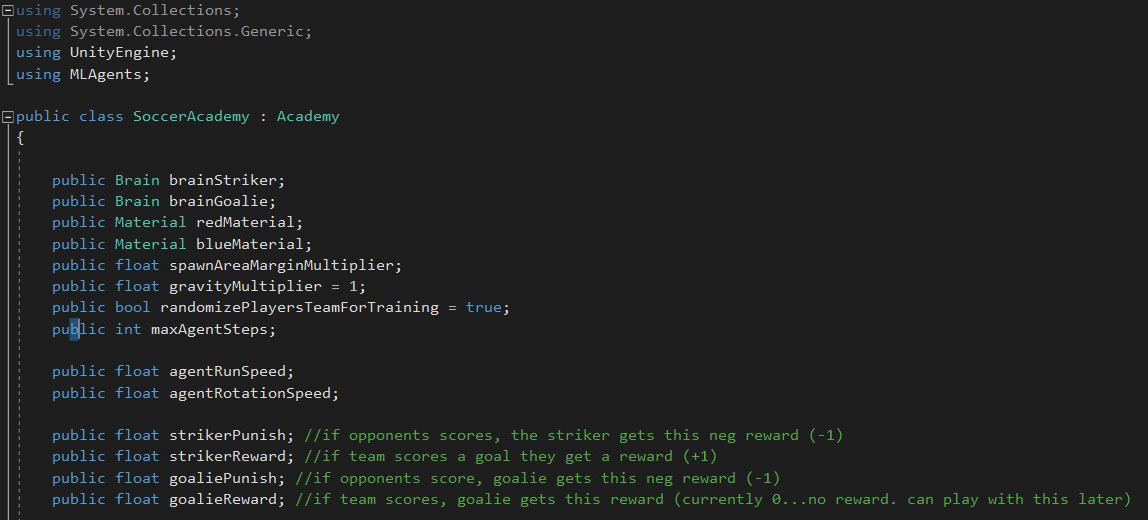 using System.Collections;
using System.Collections.Generic;
using UnityEngine;
using MLAgents;
public class SoccerAcademy : Academy
{
public Brain brainStriker;
public Brain brainGoalie;
public Material redMaterial;
public Material blueMaterial;
public float spawnAreaMarginMultiplier;
public float gravityMultiplier = 1;
public bool randomizePlayersTeamForTraining = true;
public int maxAgentSteps;
public float agentRunSpeed;
public float agentRotationSpeed;
public float strikerPunish; //if opponents scores, the striker gets this neg reward (-1)
public float strikerReward; //if team scores a goal they get a reward (+1)
public float goaliePunish; //if opponents score, goalie gets this neg reward (-1)
public float goalieReward; //if team scores, goalie gets this reward (currently 0...no reward. can play with this later)